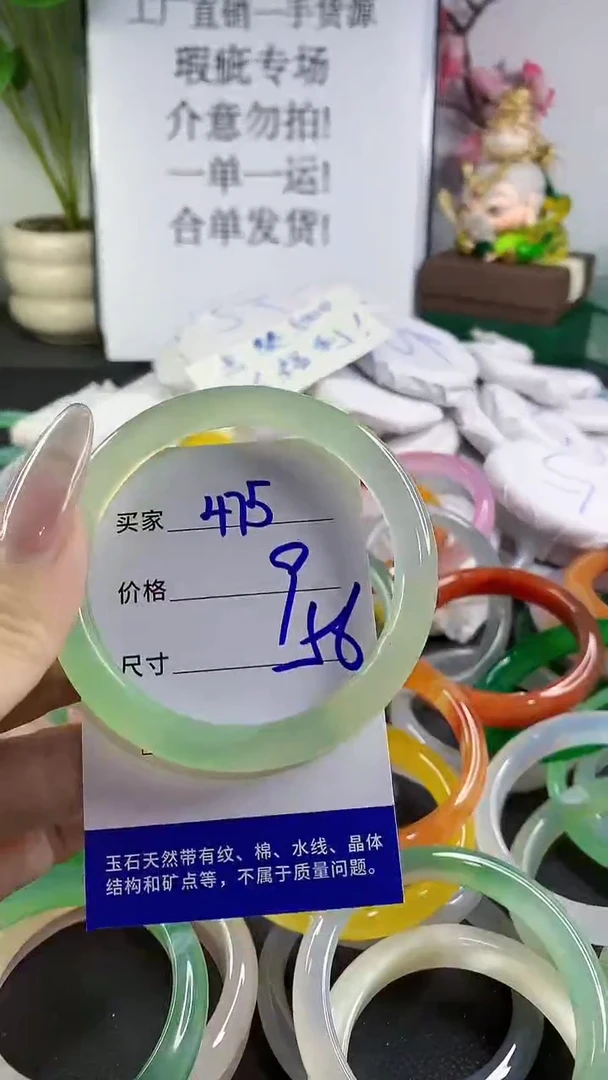 工厂直销一手货源
瑕疵专场
介意勿拍!
一单一运!
合单发货!
买家 475
价格 9
尺寸 56
玉石天然带有纹、棉、水线、晶体
结构和矿点等，不属于质量问题。